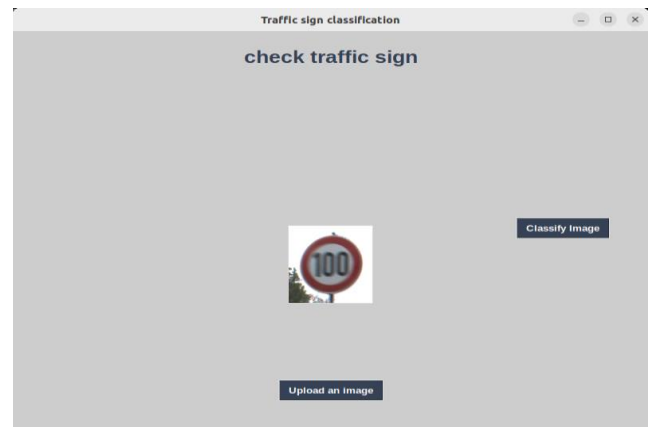 Traffic sign classification
check traffic sign
Classify Image
100
Upload an image